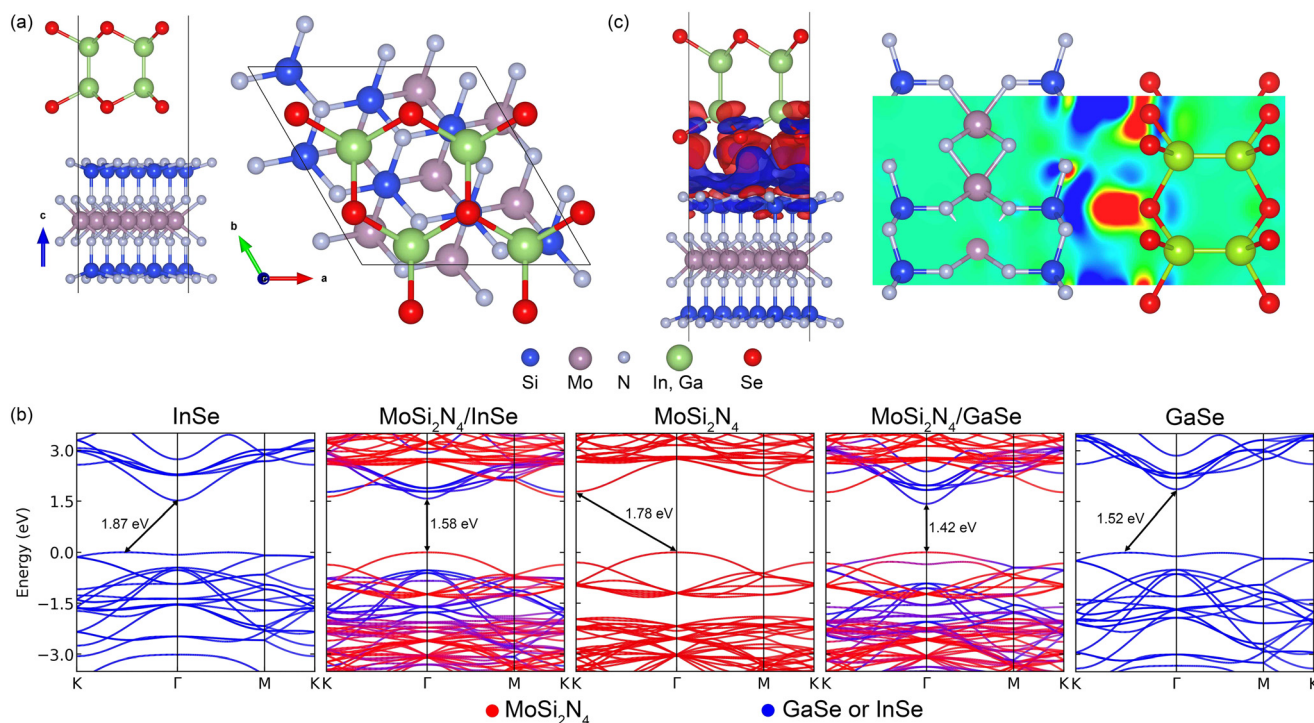 (a)
(c)
c
b
a
Si Mo N In, Ga Se
(b)
InSe MoSi2N4/InSe MoSi2N4 MoSi2N4/GaSe GaSe
Energy (eV)
3.0
1.5
0.0
−1.5
−3.0
1.87 eV
1.58 eV
1.78 eV
1.42 eV
1.52 eV
K Γ M K K Γ M K K Γ M K K Γ M K K Γ M K
MoSi2N4 GaSe or InSe